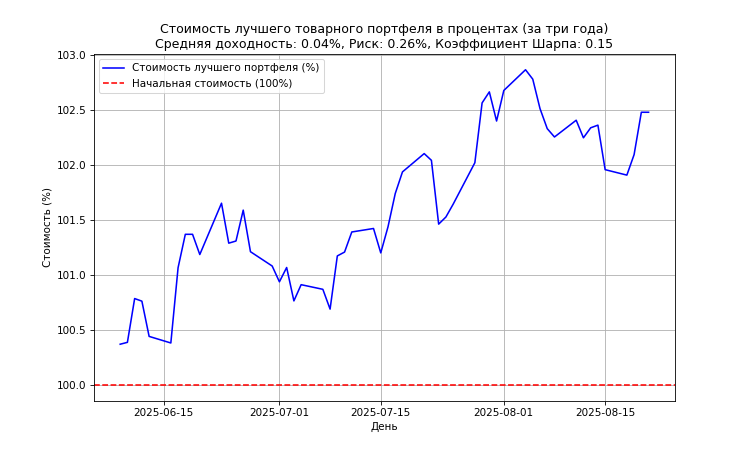 Стоимость лучшего товарного портфеля в процентах (за три года)
Средняя доходность: 0.04%, Риск: 0.26%, Коэффициент Шарпа: 0.15
Стоимость лучшего портфеля (%)
Начальная стоимость (100%)
Стоимость (%)
103.0
102.5
102.0
101.5
101.0
100.5
100.0
2025-06-15
2025-07-01
2025-07-15
2025-08-01
2025-08-15
День